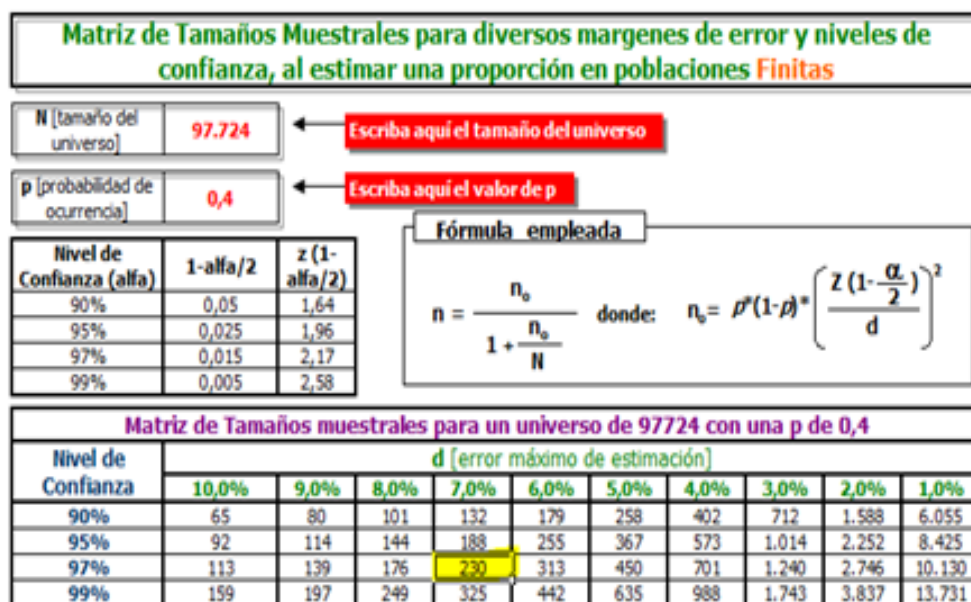 Matriz de Tamaños Muestrales para diversos margenes de error y niveles de
confianza, al estimar una proporción en poblaciones Finitas
N [tamaño del
universo]
97.724
Escriba aquí el tamaño del universo
p [probabilidad de
ocurrencia]
0,4
Escriba aquí el valor de p
Nivel de
Confianza (alfa)
1-alfa/2
z (1-
alfa/2)
90% 0,05 1,64
95% 0,025 1,96
97% 0,015 2,17
99% 0,005 2,58
Fórmula empleada
n = n₀ / (1 + n₀/N) donde: n₀ = p*(1-p)* (Z (1-α/2) / d)²
Matriz de Tamaños muestrales para un universo de 97724 con una p de 0,4
Nivel de
Confianza
d [error máximo de estimación]
10,0% 9,0% 8,0% 7,0% 6,0% 5,0% 4,0% 3,0% 2,0% 1,0%
90% 65 80 101 132 179 258 402 712 1.588 6.055
95% 92 114 144 188 255 367 573 1.014 2.252 8.425
97% 113 139 176 230 313 450 701 1.240 2.746 10.130
99% 159 197 249 325 442 635 988 1.743 3.837 13.731